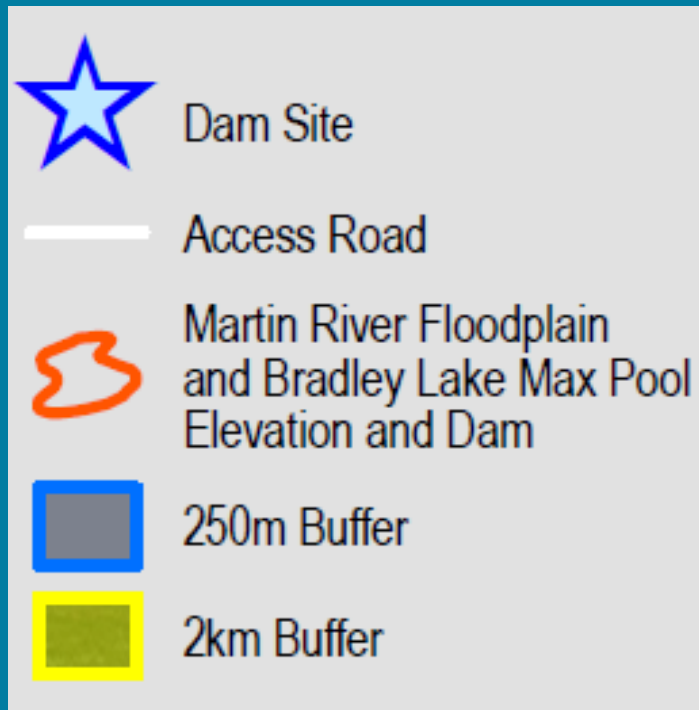 Dam Site
Access Road
Martin River Floodplain
and Bradley Lake Max Pool
Elevation and Dam
250m Buffer
2km Buffer